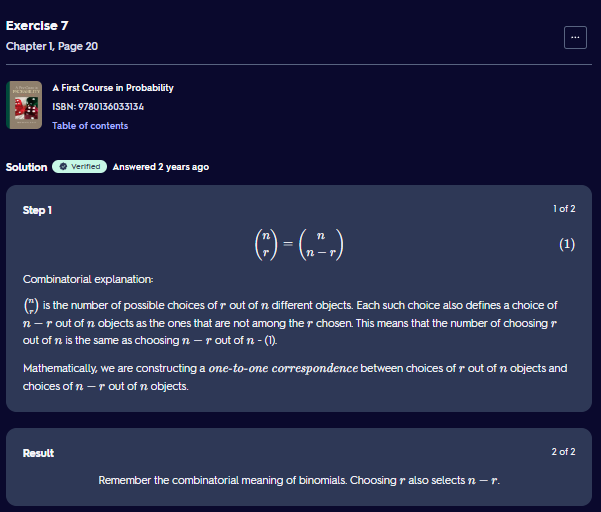 Exercise 7
Chapter 1, Page 20
...
A First Course in Probability
ISBN: 9780136033134
Table of contents
Solution Verified Answered 2 years ago
Step 1 1 of 2
(n r) = (n n − r) (1)
Combinatorial explanation:
(n r) is the number of possible choices of r out of n different objects. Each such choice also defines a choice of
n − r out of n objects as the ones that are not among the r chosen. This means that the number of choosing r
out of n is the same as choosing n − r out of n - (1).
Mathematically, we are constructing a one-to-one correspondence between choices of r out of n objects and
choices of n − r out of n objects.
Result 2 of 2
Remember the combinatorial meaning of binomials. Choosing r also selects n − r.